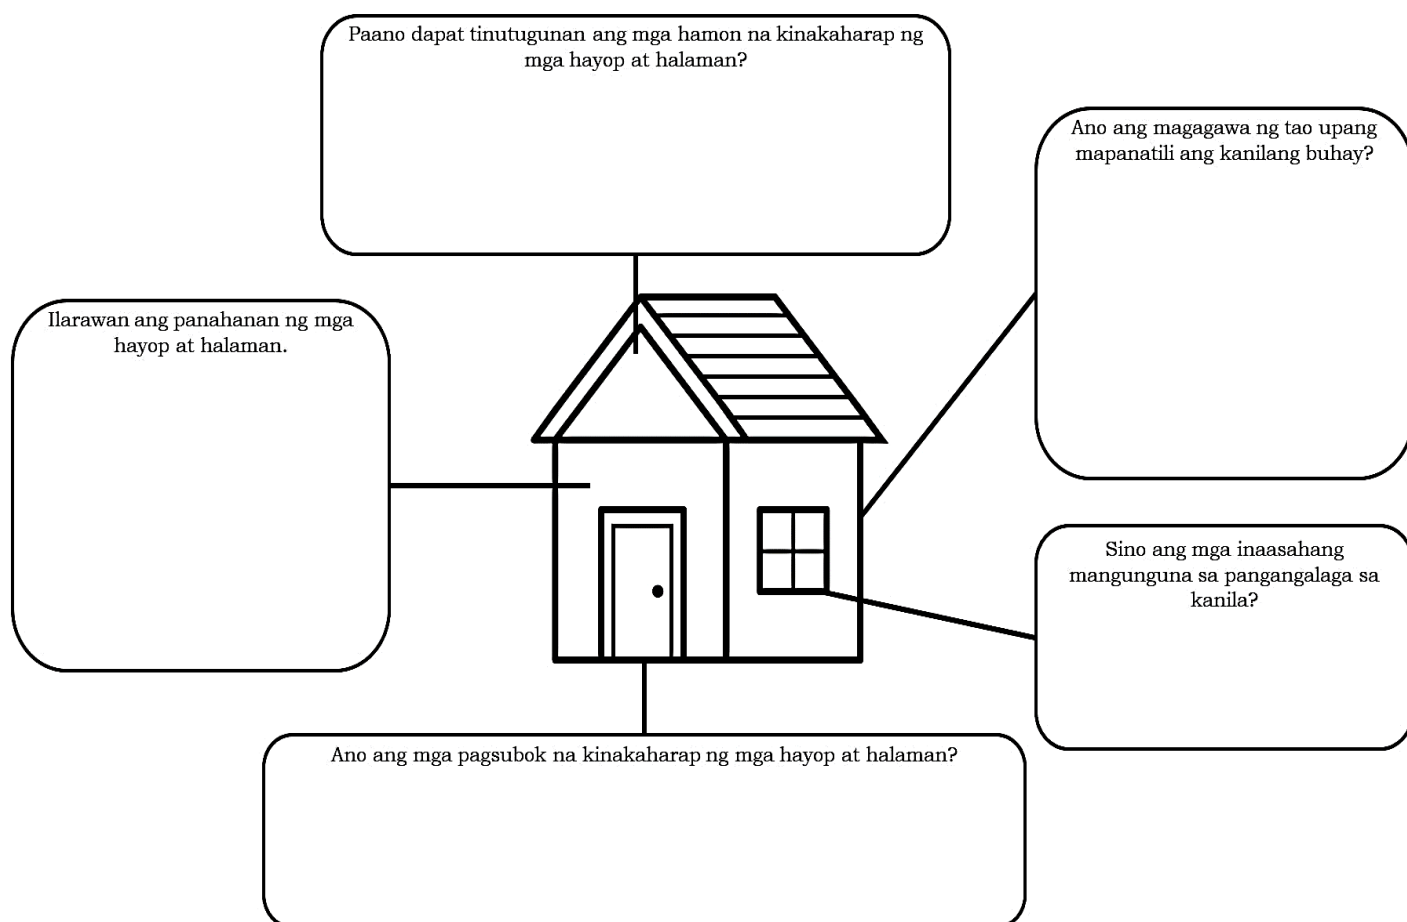 Paano dapat tinutugunan ang mga hamon na kinakaharap ng
mga hayop at halaman?
Ano ang magagawa ng tao upang
mapanatili ang kanilang buhay?
Ilarawan ang panahanan ng mga
hayop at halaman.
Sino ang mga inaasahang
mangunguna sa pangangalaga sa
kanila?
Ano ang mga pagsubok na kinakaharap ng mga hayop at halaman?